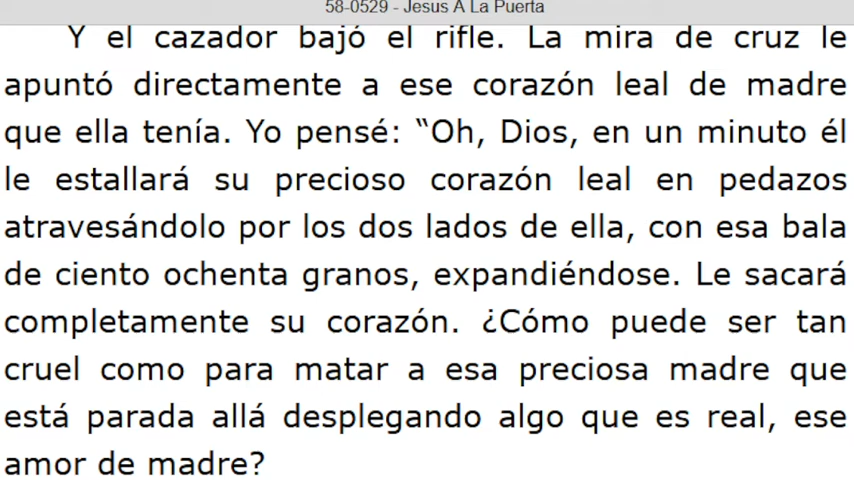 58-0529 - Jesus A La Puerta
Y el cazador bajó el rifle. La mira de cruz le
apuntó directamente a ese corazón leal de madre
que ella tenía. Yo pensé: “Oh, Dios, en un minuto él
le estallará su precioso corazón leal en pedazos
atravesándolo por los dos lados de ella, con esa bala
de ciento ochenta granos, expandiéndose. Le sacará
completamente su corazón. ¿Cómo puede ser tan
cruel como para matar a esa preciosa madre que
está parada allá desplegando algo que es real, ese
amor de madre?